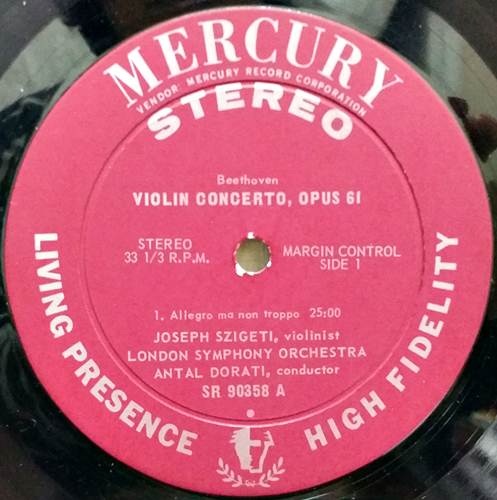 MERCURY
VENDOR: MERCURY RECORD CORPORATION
STEREO
Beethoven
VIOLIN CONCERTO, OPUS 61
STEREO
33 1/3 R.P.M.
MARGIN CONTROL
SIDE 1
1. Allegro ma non troppo 25:00
JOSEPH SZIGETI, violinist
LONDON SYMPHONY ORCHESTRA
ANTAL DORATI, conductor
SR 90358 A
LIVING PRESENCE
HIGH FIDELITY